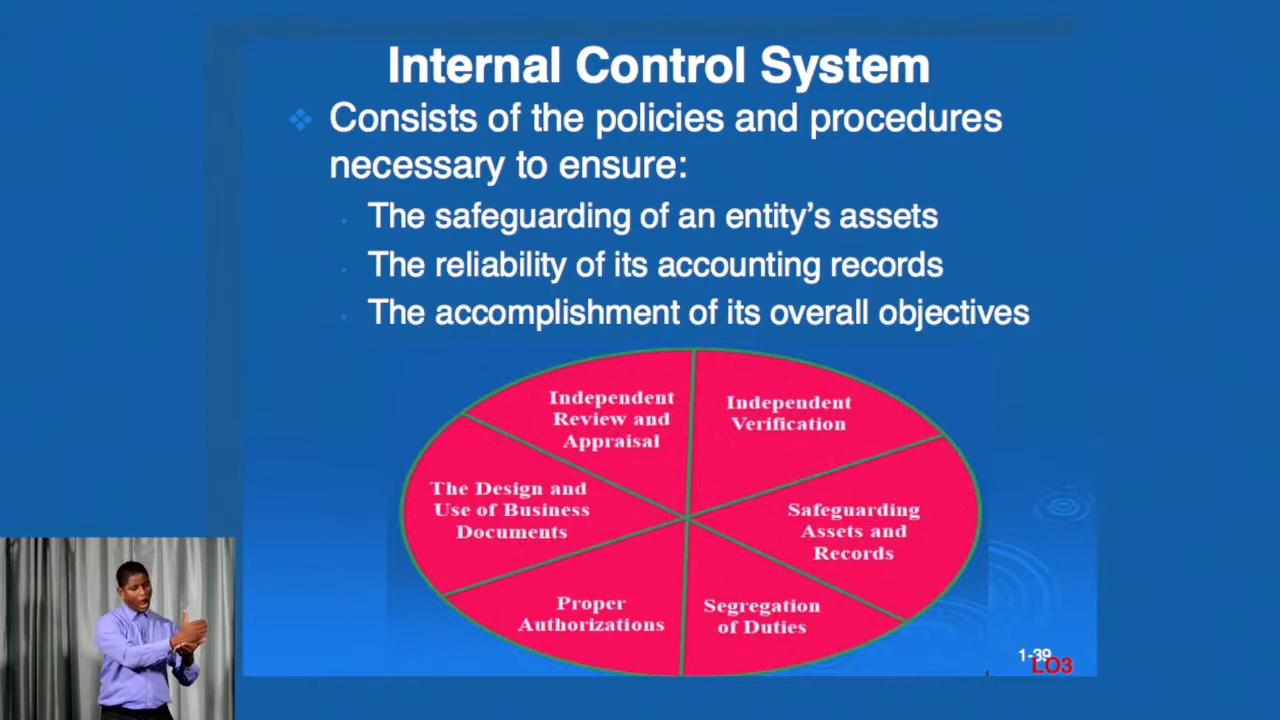 Internal Control System
Consists of the policies and procedures
necessary to ensure:
The safeguarding of an entity’s assets
The reliability of its accounting records
The accomplishment of its overall objectives
Independent
Review and
Appraisal
Independent
Verification
The Design and
Use of Business
Documents
Safeguarding
Assets and
Records
Proper
Authorizations
Segregation
of Duties
1-39
LO3